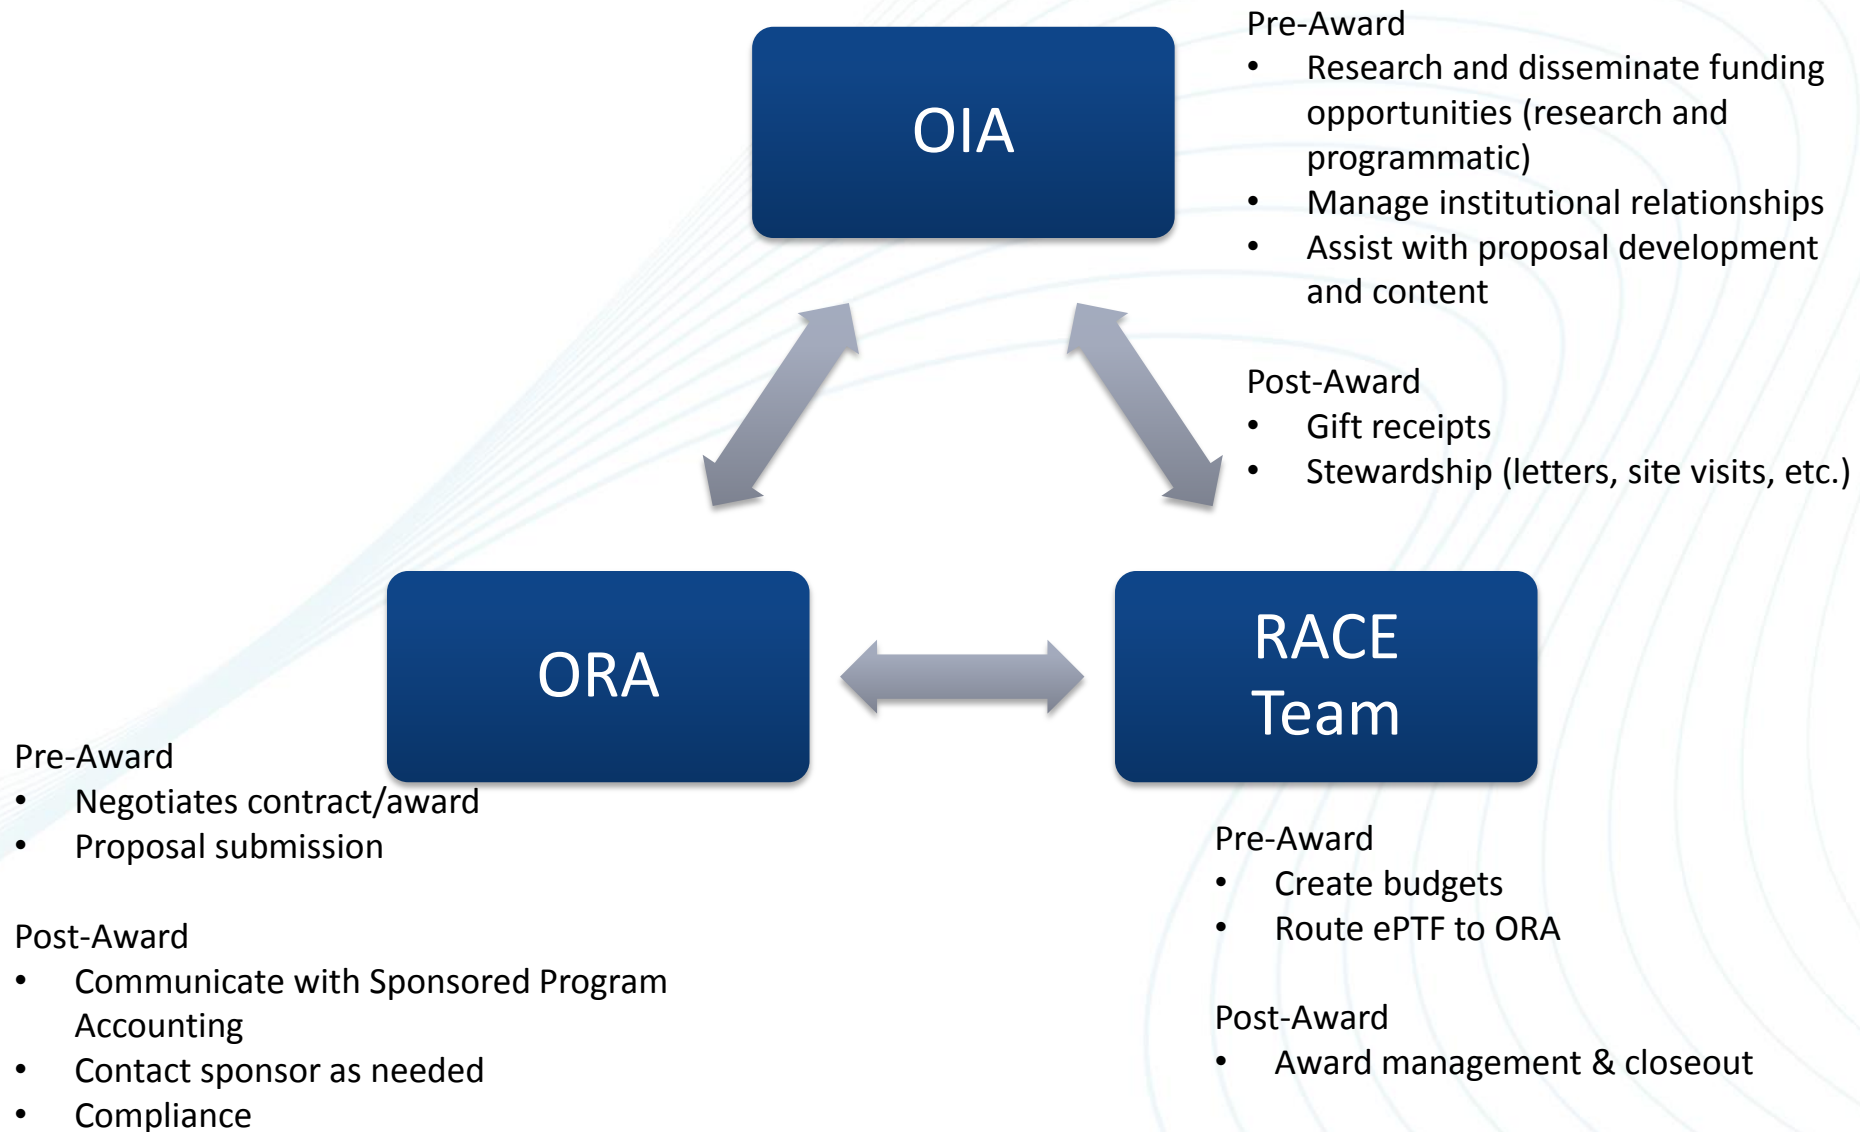 OIA
Pre-Award
• Research and disseminate funding
opportunities (research and
programmatic)
• Manage institutional relationships
• Assist with proposal development
and content
Post-Award
• Gift receipts
• Stewardship (letters, site visits, etc.)
ORA
Pre-Award
• Negotiates contract/award
• Proposal submission
Post-Award
• Communicate with Sponsored Program
Accounting
• Contact sponsor as needed
• Compliance
RACE
Team
Pre-Award
• Create budgets
• Route ePTF to ORA
Post-Award
• Award management & closeout